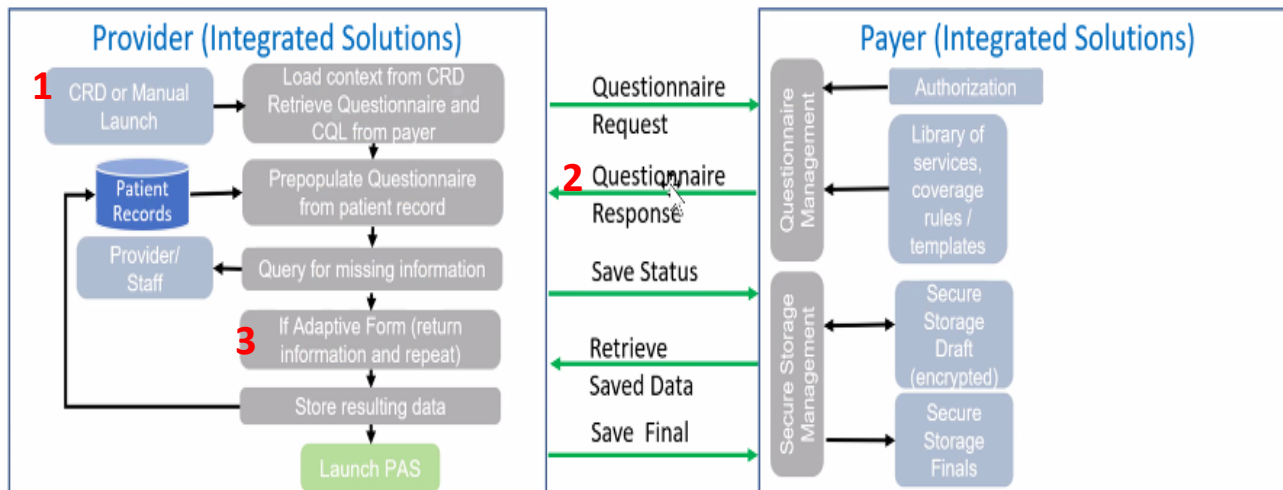 Provider (Integrated Solutions)
1
CRD or Manual
Launch
Load context from CRD
Retrieve Questionnaire and
CQL from payer
Patient
Records
Prepopulate Questionnaire
from patient record
Provider/
Staff
Query for missing information
3
If Adaptive Form (return
information and repeat)
Store resulting data
Launch PAS
Questionnaire
Request
2
Questionnaire
Response
Save Status
Retrieve
Saved Data
Save Final
Payer (Integrated Solutions)
Questionnaire
Management
Authorization
Library of
services,
coverage
rules /
templates
Secure Storage
Management
Secure
Storage
Draft
(encrypted)
Secure
Storage
Finals